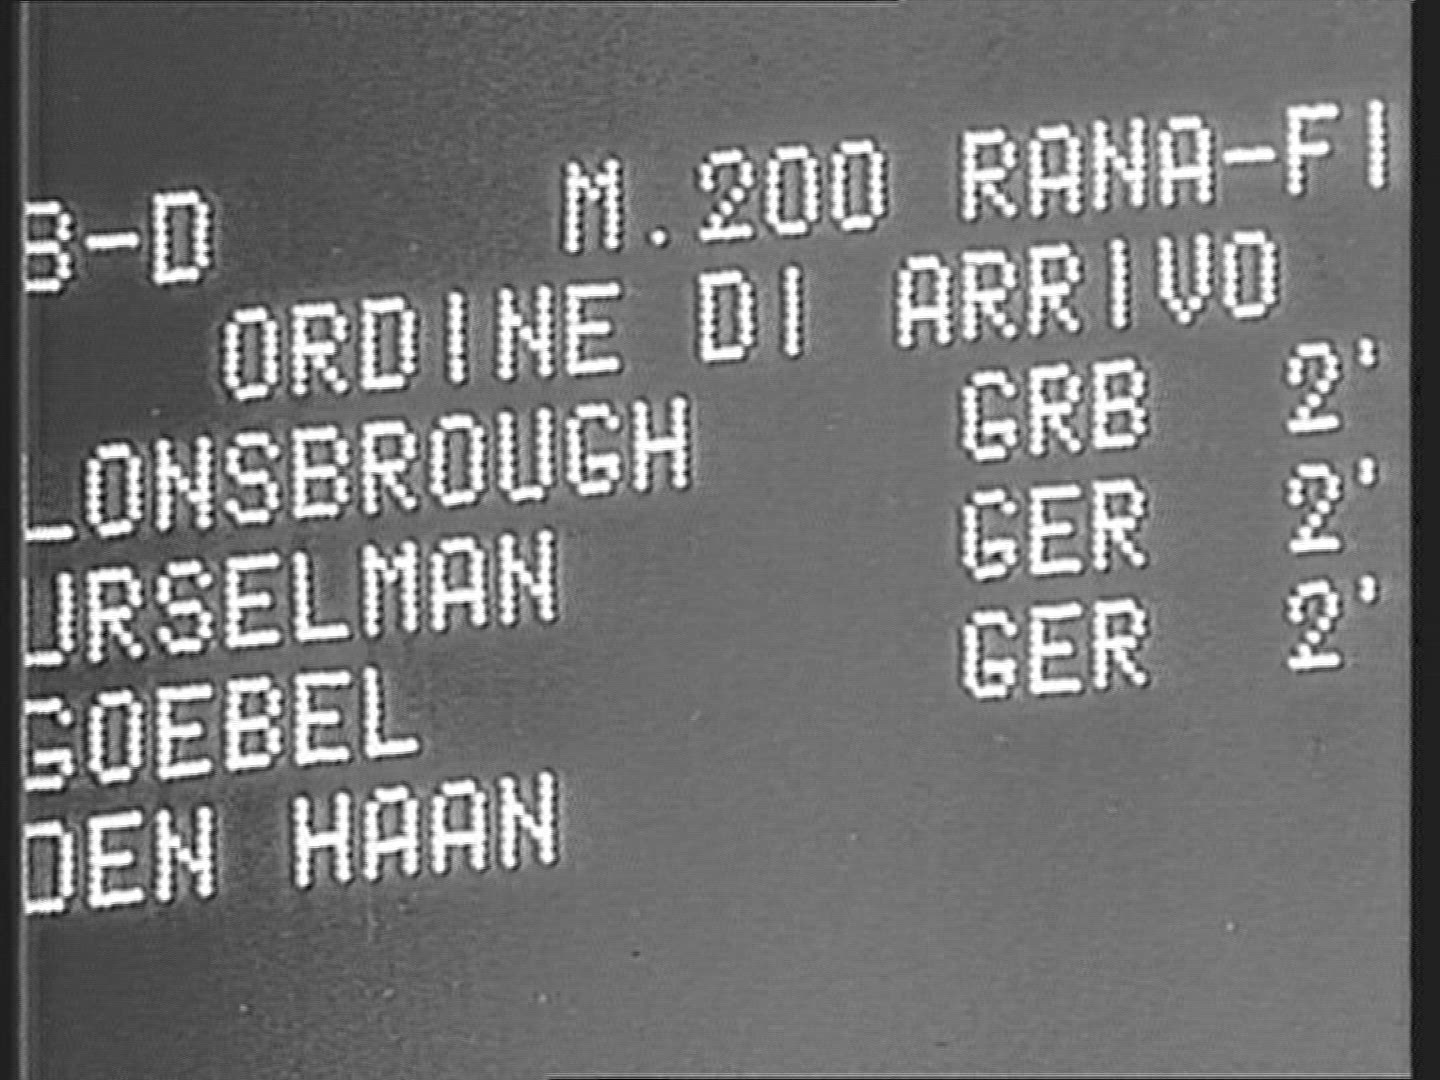 B-D M.200 RANA-FI
ORDINE DI ARRIVO
LONSBROUGH GRB 2'
URSELMAN GER 2'
GOEBEL GER 2'
DEN HAAN